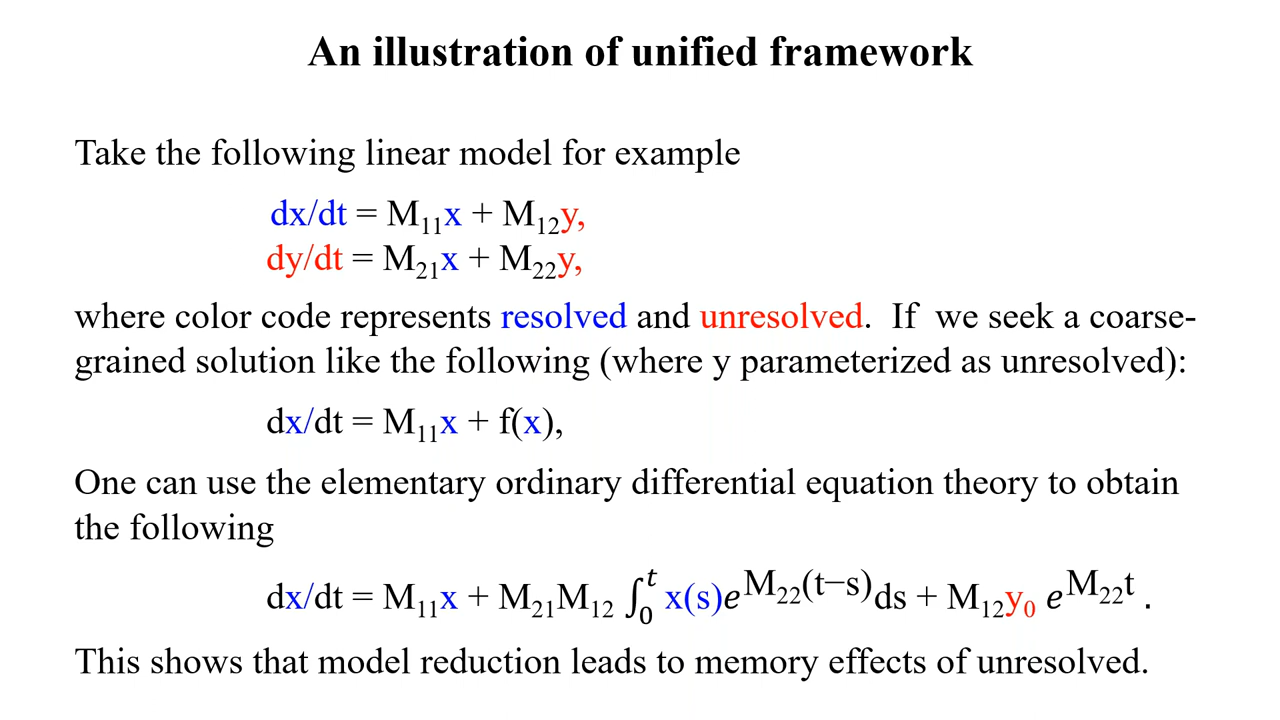 An illustration of unified framework
Take the following linear model for example
dx/dt = M₁₁x + M₁₂y,
dy/dt = M₂₁x + M₂₂y,
where color code represents resolved and unresolved. If we seek a coarse-
grained solution like the following (where y parameterized as unresolved):
dx/dt = M₁₁x + f(x),
One can use the elementary ordinary differential equation theory to obtain
the following
dx/dt = M₁₁x + M₂₁M₁₂ ∫₀ᵗ x(s)e^{M₂₂(t−s)}ds + M₁₂y₀ e^{M₂₂t} .
This shows that model reduction leads to memory effects of unresolved.